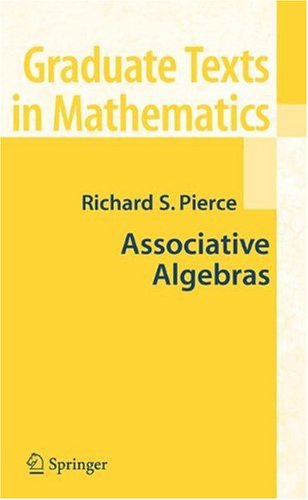 Graduate Texts
in Mathematics
Richard S. Pierce
Associative
Algebras
Springer